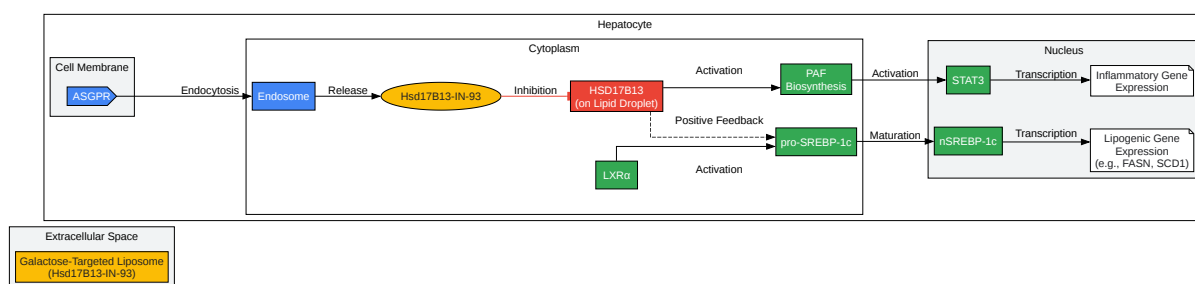 Hepatocyte
Cytoplasm
Nucleus
Cell Membrane
ASGPR
Endocytosis
Endosome
Release
Hsd17B13-IN-93
Inhibition
HSD17B13
(on Lipid Droplet)
Activation
PAF
Biosynthesis
Activation
STAT3
Transcription
Inflammatory Gene
Expression
Positive Feedback
pro-SREBP-1c
Maturation
nSREBP-1c
Transcription
Lipogenic Gene
Expression
(e.g., FASN, SCD1)
LXRα
Activation
Extracellular Space
Galactose-Targeted Liposome
(Hsd17B13-IN-93)